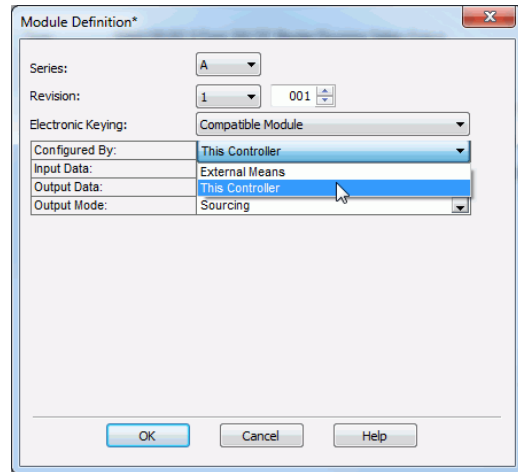 Module Definition*
Series: A
Revision: 1 001
Electronic Keying: Compatible Module
Configured By: This Controller
Input Data: External Means
Output Data: This Controller
Output Mode: Sourcing
OK Cancel Help